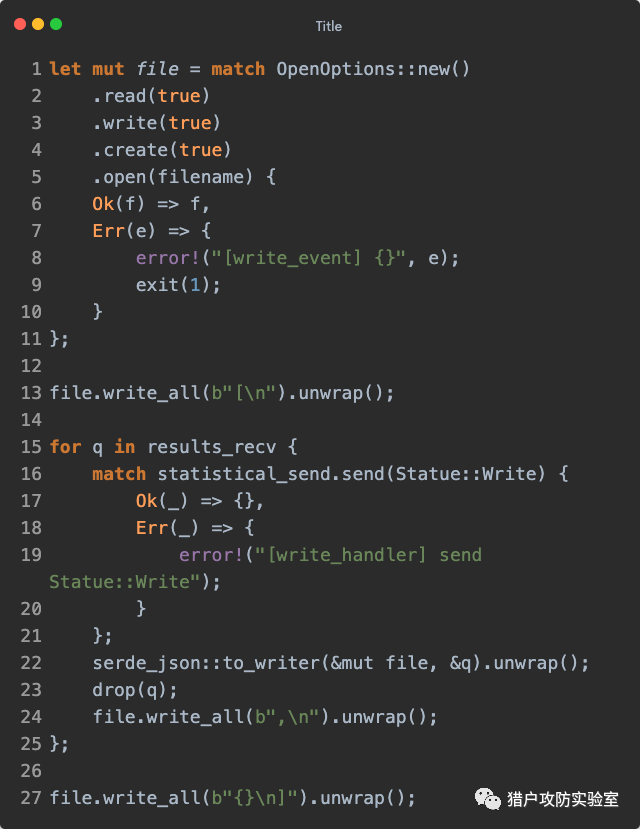 Title
1 let mut file = match OpenOptions::new()
2     .read(true)
3     .write(true)
4     .create(true)
5     .open(filename) {
6     Ok(f) => f,
7     Err(e) => {
8         error!("[write_event] {}", e);
9         exit(1);
10     }
11 };
12
13 file.write_all(b"[\n").unwrap();
14
15 for q in results_recv {
16     match statistical_send.send(Statue::Write) {
17         Ok(_) => {},
18         Err(_) => {
19             error!("[write_handler] send
Statue::Write");
20         }
21     };
22     serde_json::to_writer(&mut file, &q).unwrap();
23     drop(q);
24     file.write_all(b",\n").unwrap();
25 };
26
27 file.write_all(b"{}\n]").unwrap();
猎户攻防实验室